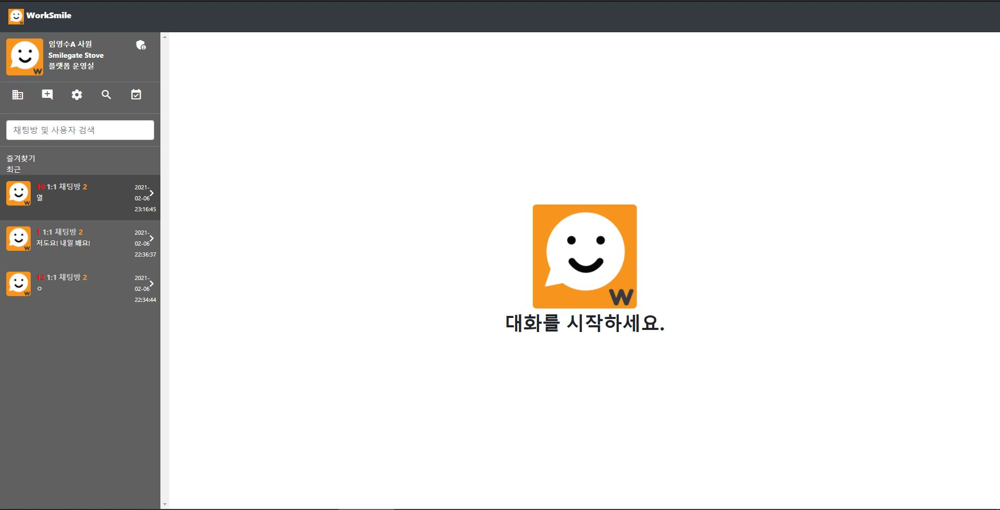 WorkSmile
임영수A 사원
Smilegate Stove
플랫폼 운영실
채팅방 및 사용자 검색
즐겨찾기
최근
10 1:1 채팅방 2
열
2021-
02-06
23:16:45
1 1:1 채팅방 2
저도요! 내일 봬요!
2021-
02-06
22:36:37
12 1:1 채팅방 2
ㅇ
2021-
02-06
22:34:44
W
대화를 시작하세요.